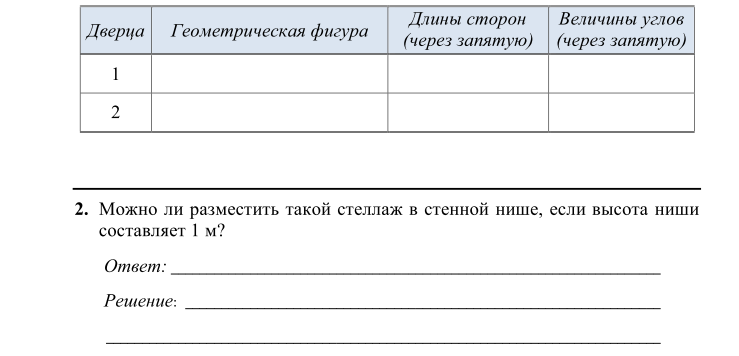 Дверца Геометрическая фигура Длины сторон (через запятую) Величины углов (через запятую)
1
2
2. Можно ли разместить такой стеллаж в стенной нише, если высота ниши
составляет 1 м?
Ответ:
Решение: